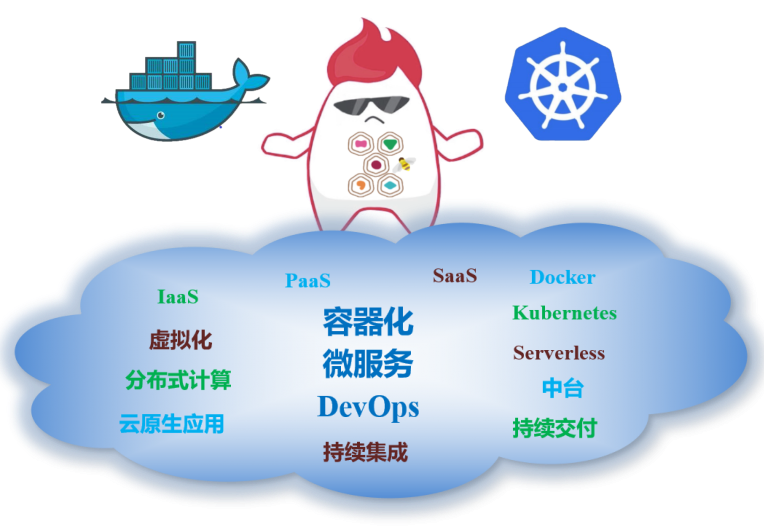 PaaS
SaaS
Docker
IaaS
容器化
Kubernetes
虚拟化
微服务
Serverless
分布式计算
中台
DevOps
云原生应用
持续交付
持续集成